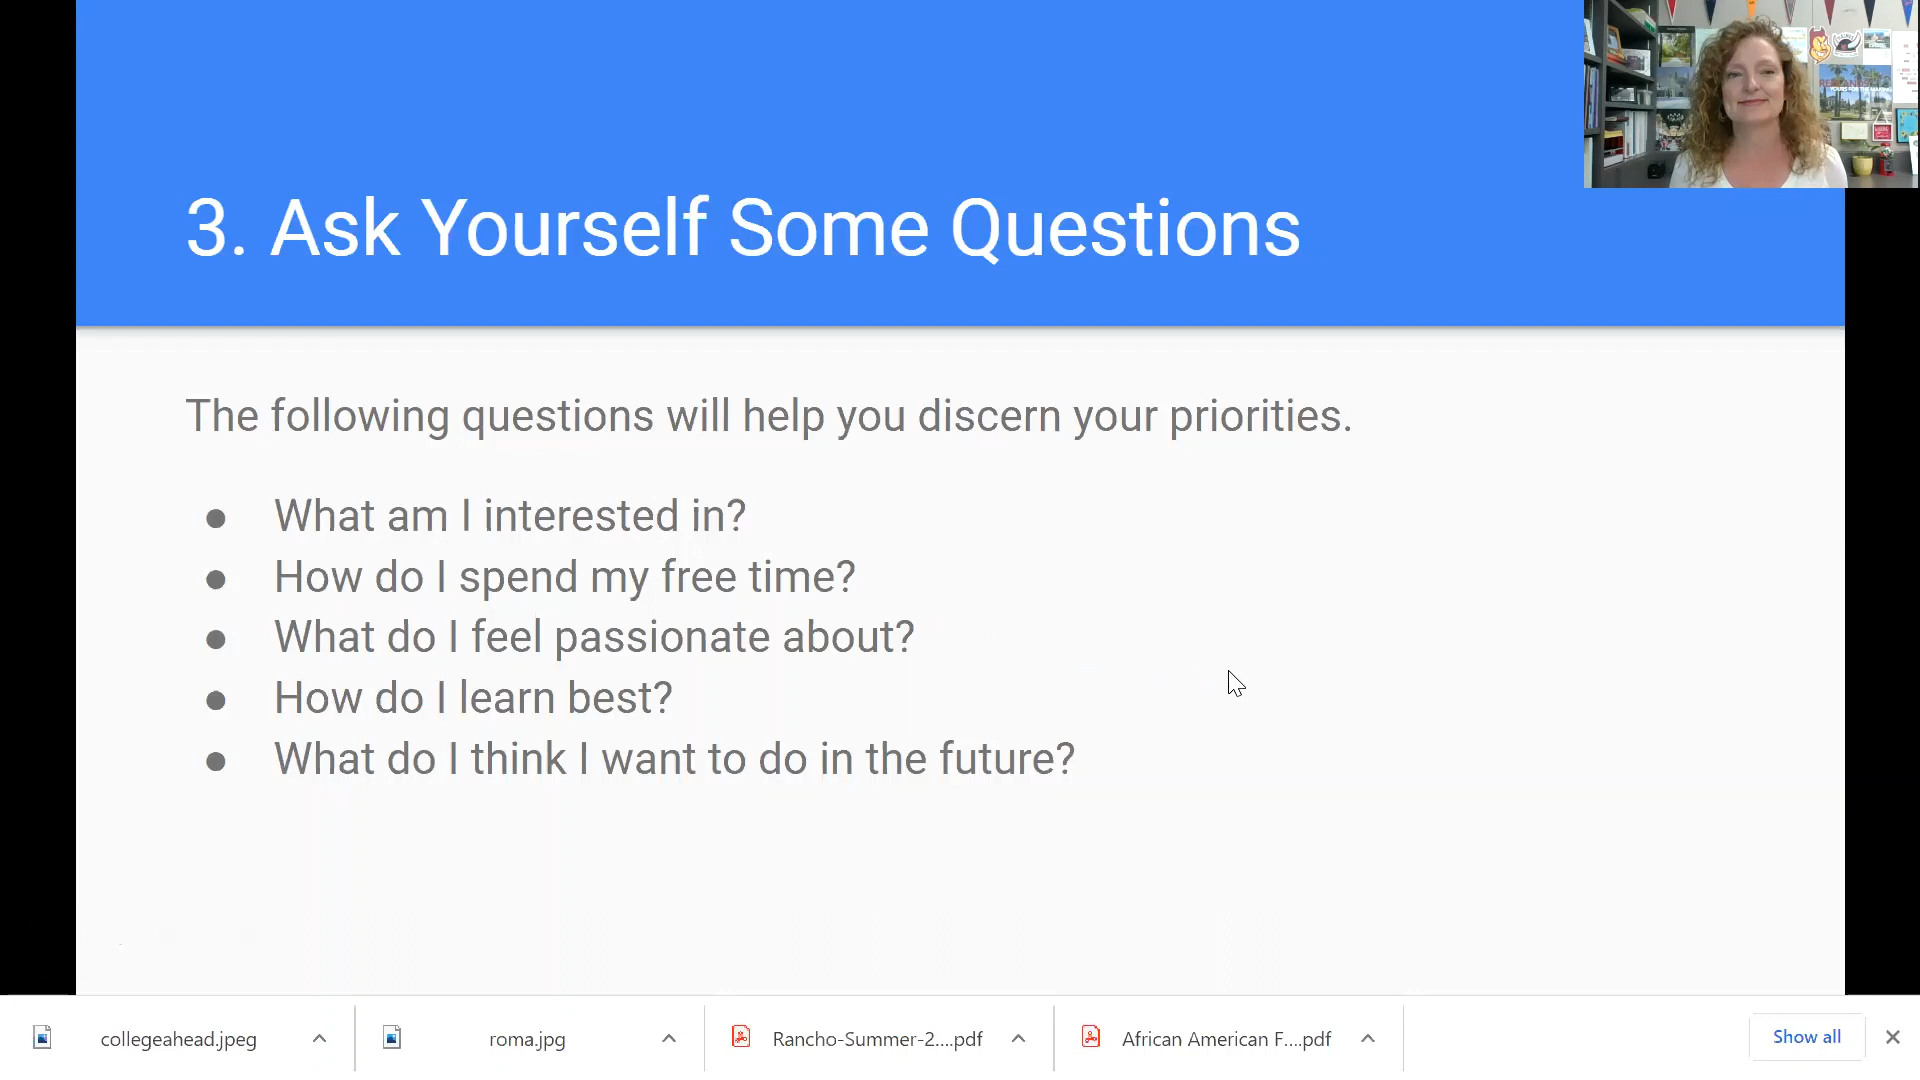 3. Ask Yourself Some Questions
The following questions will help you discern your priorities.
● What am I interested in?
● How do I spend my free time?
● What do I feel passionate about?
● How do I learn best?
● What do I think I want to do in the future?
collegeahead.jpeg
roma.jpg
Rancho-Summer-2....pdf
African American F....pdf
Show all